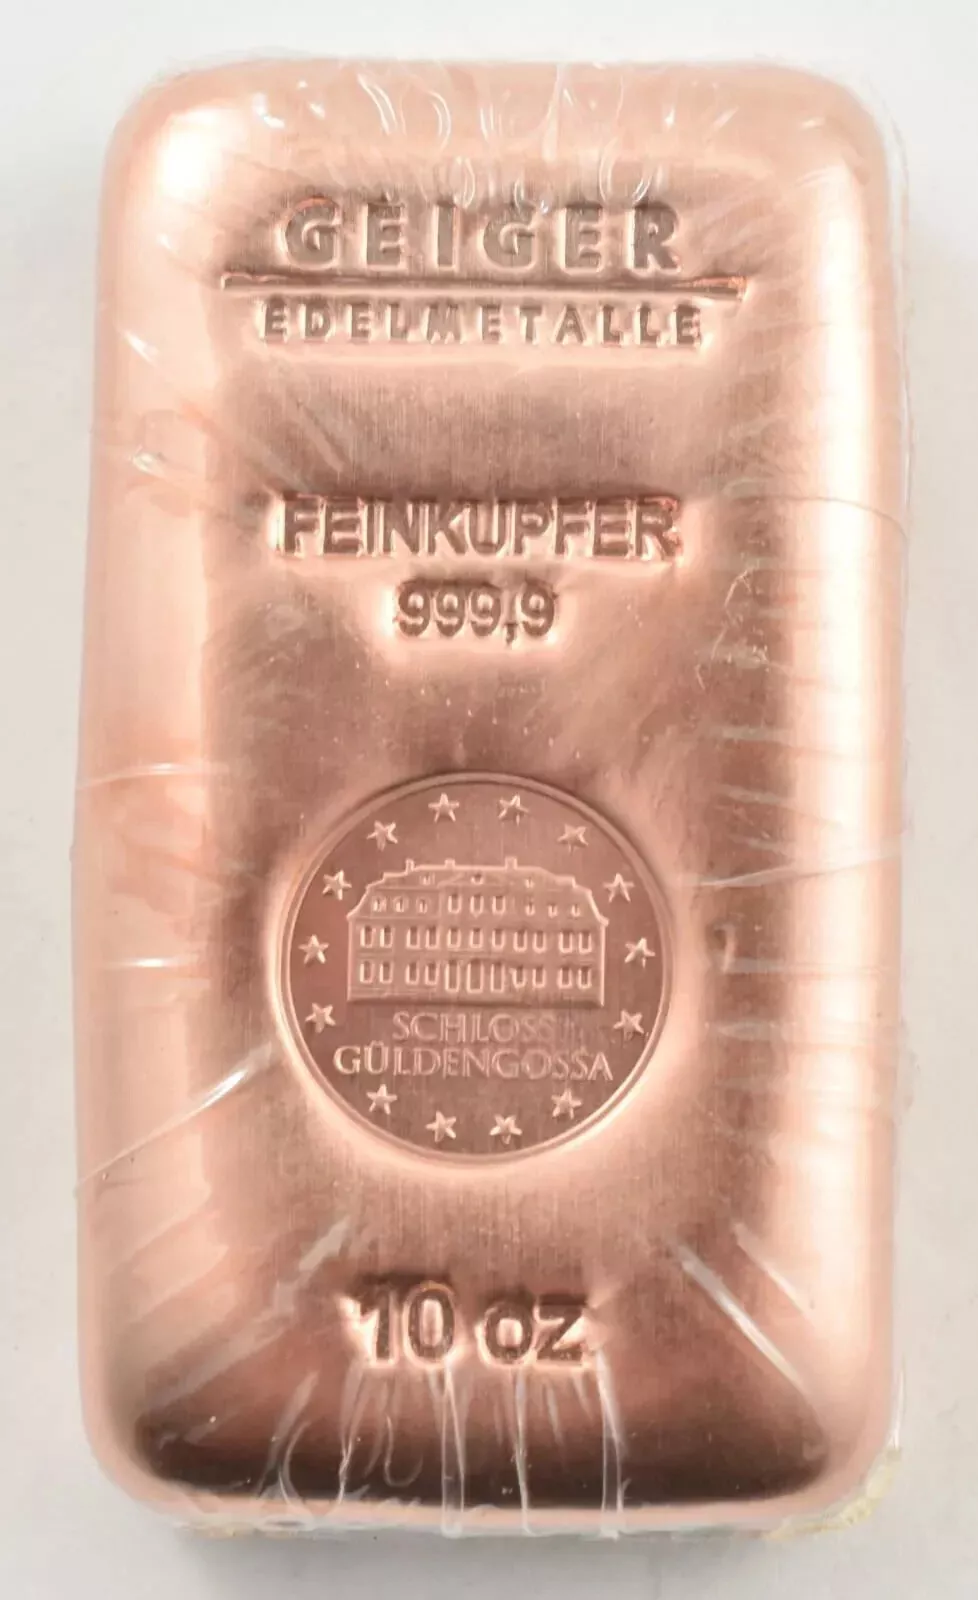 GEIGER
EDELMETALLE
FEINKUPFER
999,9
SCHLOSS
GÜLDENGOSSA
10 oz